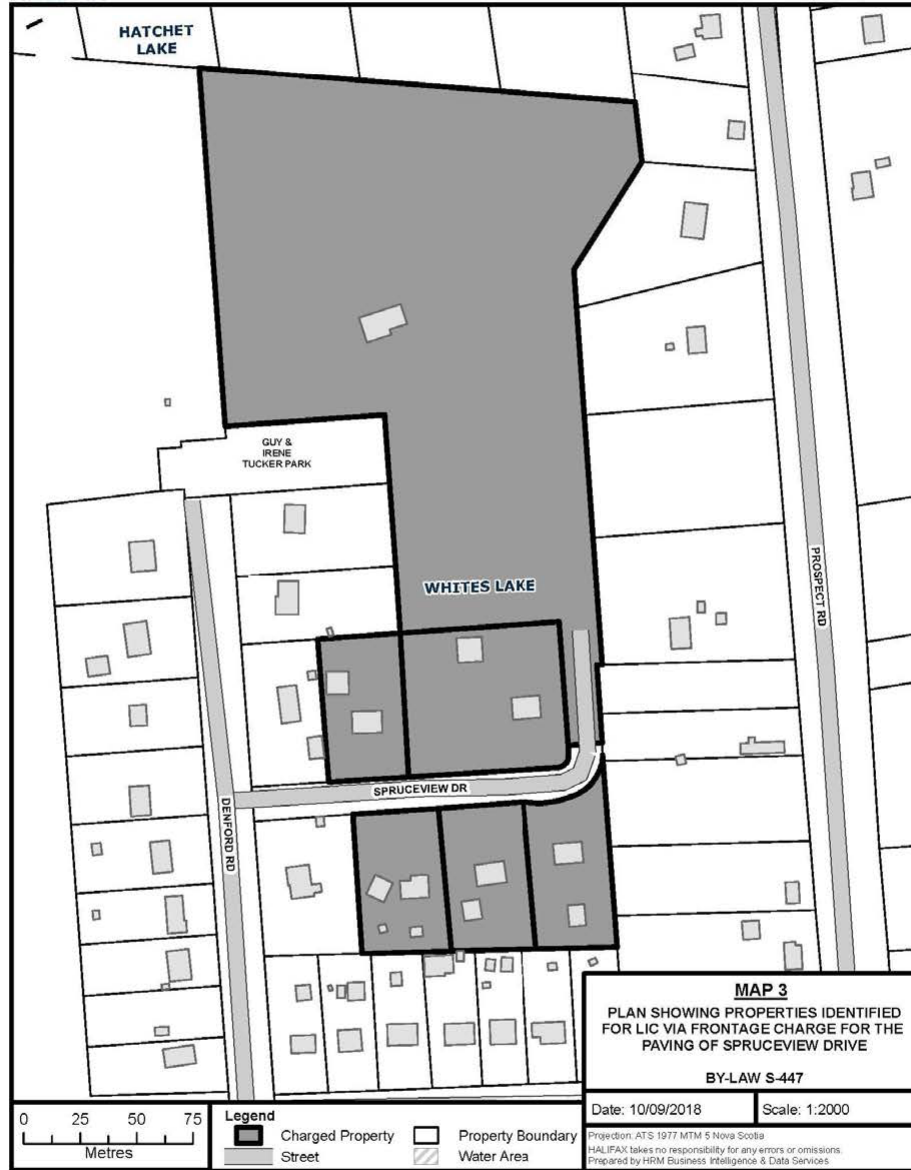 HATCHET
LAKE
GUY &
IRENE
TUCKER PARK
WHITES LAKE
PROSPECT RD
SPRUCEVIEW DR
DENFORD RD
MAP 3
PLAN SHOWING PROPERTIES IDENTIFIED
FOR LIC VIA FRONTAGE CHARGE FOR THE
PAVING OF SPRUCEVIEW DRIVE
BY-LAW S-447
Date: 10/09/2018
Scale: 1:2000
Projection: ATS 1977 MTM 5 Nova Scotia
HALIFAX takes no responsibility for any errors or omissions.
Prepared by HRM Business Intelligence & Data Services
0 25 50 75
Metres
Legend
Charged Property
Property Boundary
Street
Water Area